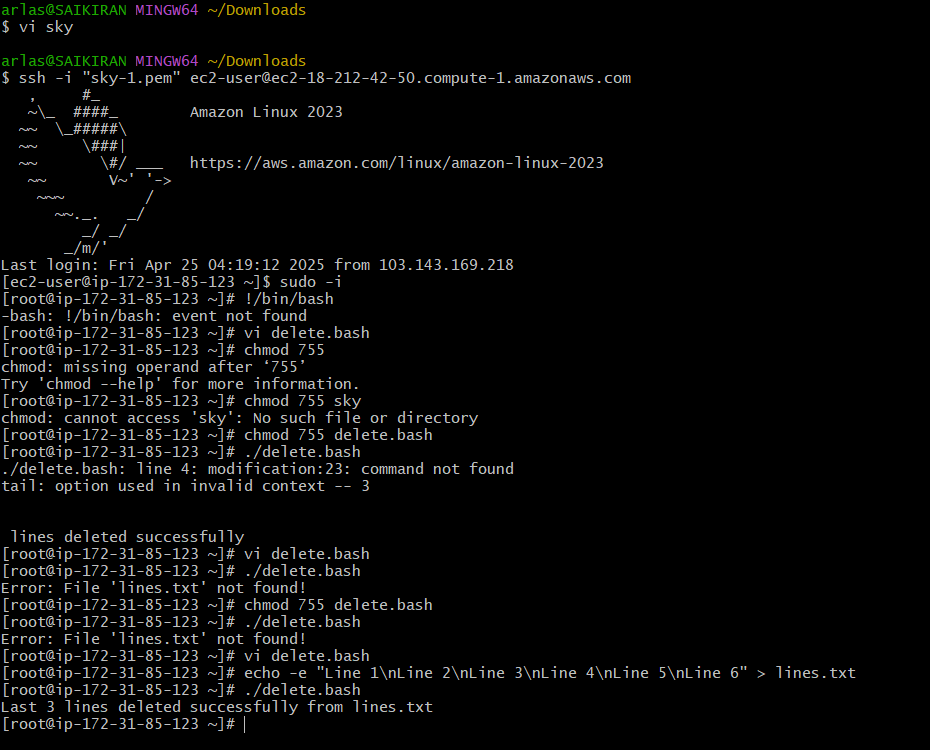 arlas@SAIKIRAN MINGW64 ~/Downloads
$ vi sky

arlas@SAIKIRAN MINGW64 ~/Downloads
$ ssh -i "sky-1.pem" ec2-user@ec2-18-212-42-50.compute-1.amazonaws.com
   ,     #_
   ~\_  ####_        Amazon Linux 2023
  ~~  \_#####\
  ~~     \###|
  ~~       \#/ ___   https://aws.amazon.com/linux/amazon-linux-2023
   ~~       V~' '->
    ~~~         /
      ~~._.   _/
         _/ _/
       _/m/'
Last login: Fri Apr 25 04:19:12 2025 from 103.143.169.218
[ec2-user@ip-172-31-85-123 ~]$ sudo -i
[root@ip-172-31-85-123 ~]# !/bin/bash
-bash: !/bin/bash: event not found
[root@ip-172-31-85-123 ~]# vi delete.bash
[root@ip-172-31-85-123 ~]# chmod 755
chmod: missing operand after ‘755’
Try 'chmod --help' for more information.
[root@ip-172-31-85-123 ~]# chmod 755 sky
chmod: cannot access 'sky': No such file or directory
[root@ip-172-31-85-123 ~]# chmod 755 delete.bash
[root@ip-172-31-85-123 ~]# ./delete.bash
./delete.bash: line 4: modification:23: command not found
tail: option used in invalid context -- 3


 lines deleted successfully
[root@ip-172-31-85-123 ~]# vi delete.bash
[root@ip-172-31-85-123 ~]# ./delete.bash
Error: File 'lines.txt' not found!
[root@ip-172-31-85-123 ~]# chmod 755 delete.bash
[root@ip-172-31-85-123 ~]# ./delete.bash
Error: File 'lines.txt' not found!
[root@ip-172-31-85-123 ~]# vi delete.bash
[root@ip-172-31-85-123 ~]# echo -e "Line 1\nLine 2\nLine 3\nLine 4\nLine 5\nLine 6" > lines.txt
[root@ip-172-31-85-123 ~]# ./delete.bash
Last 3 lines deleted successfully from lines.txt
[root@ip-172-31-85-123 ~]#